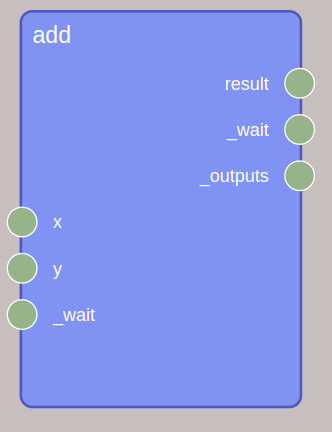 add
result
_wait
_outputs
x
y
_wait